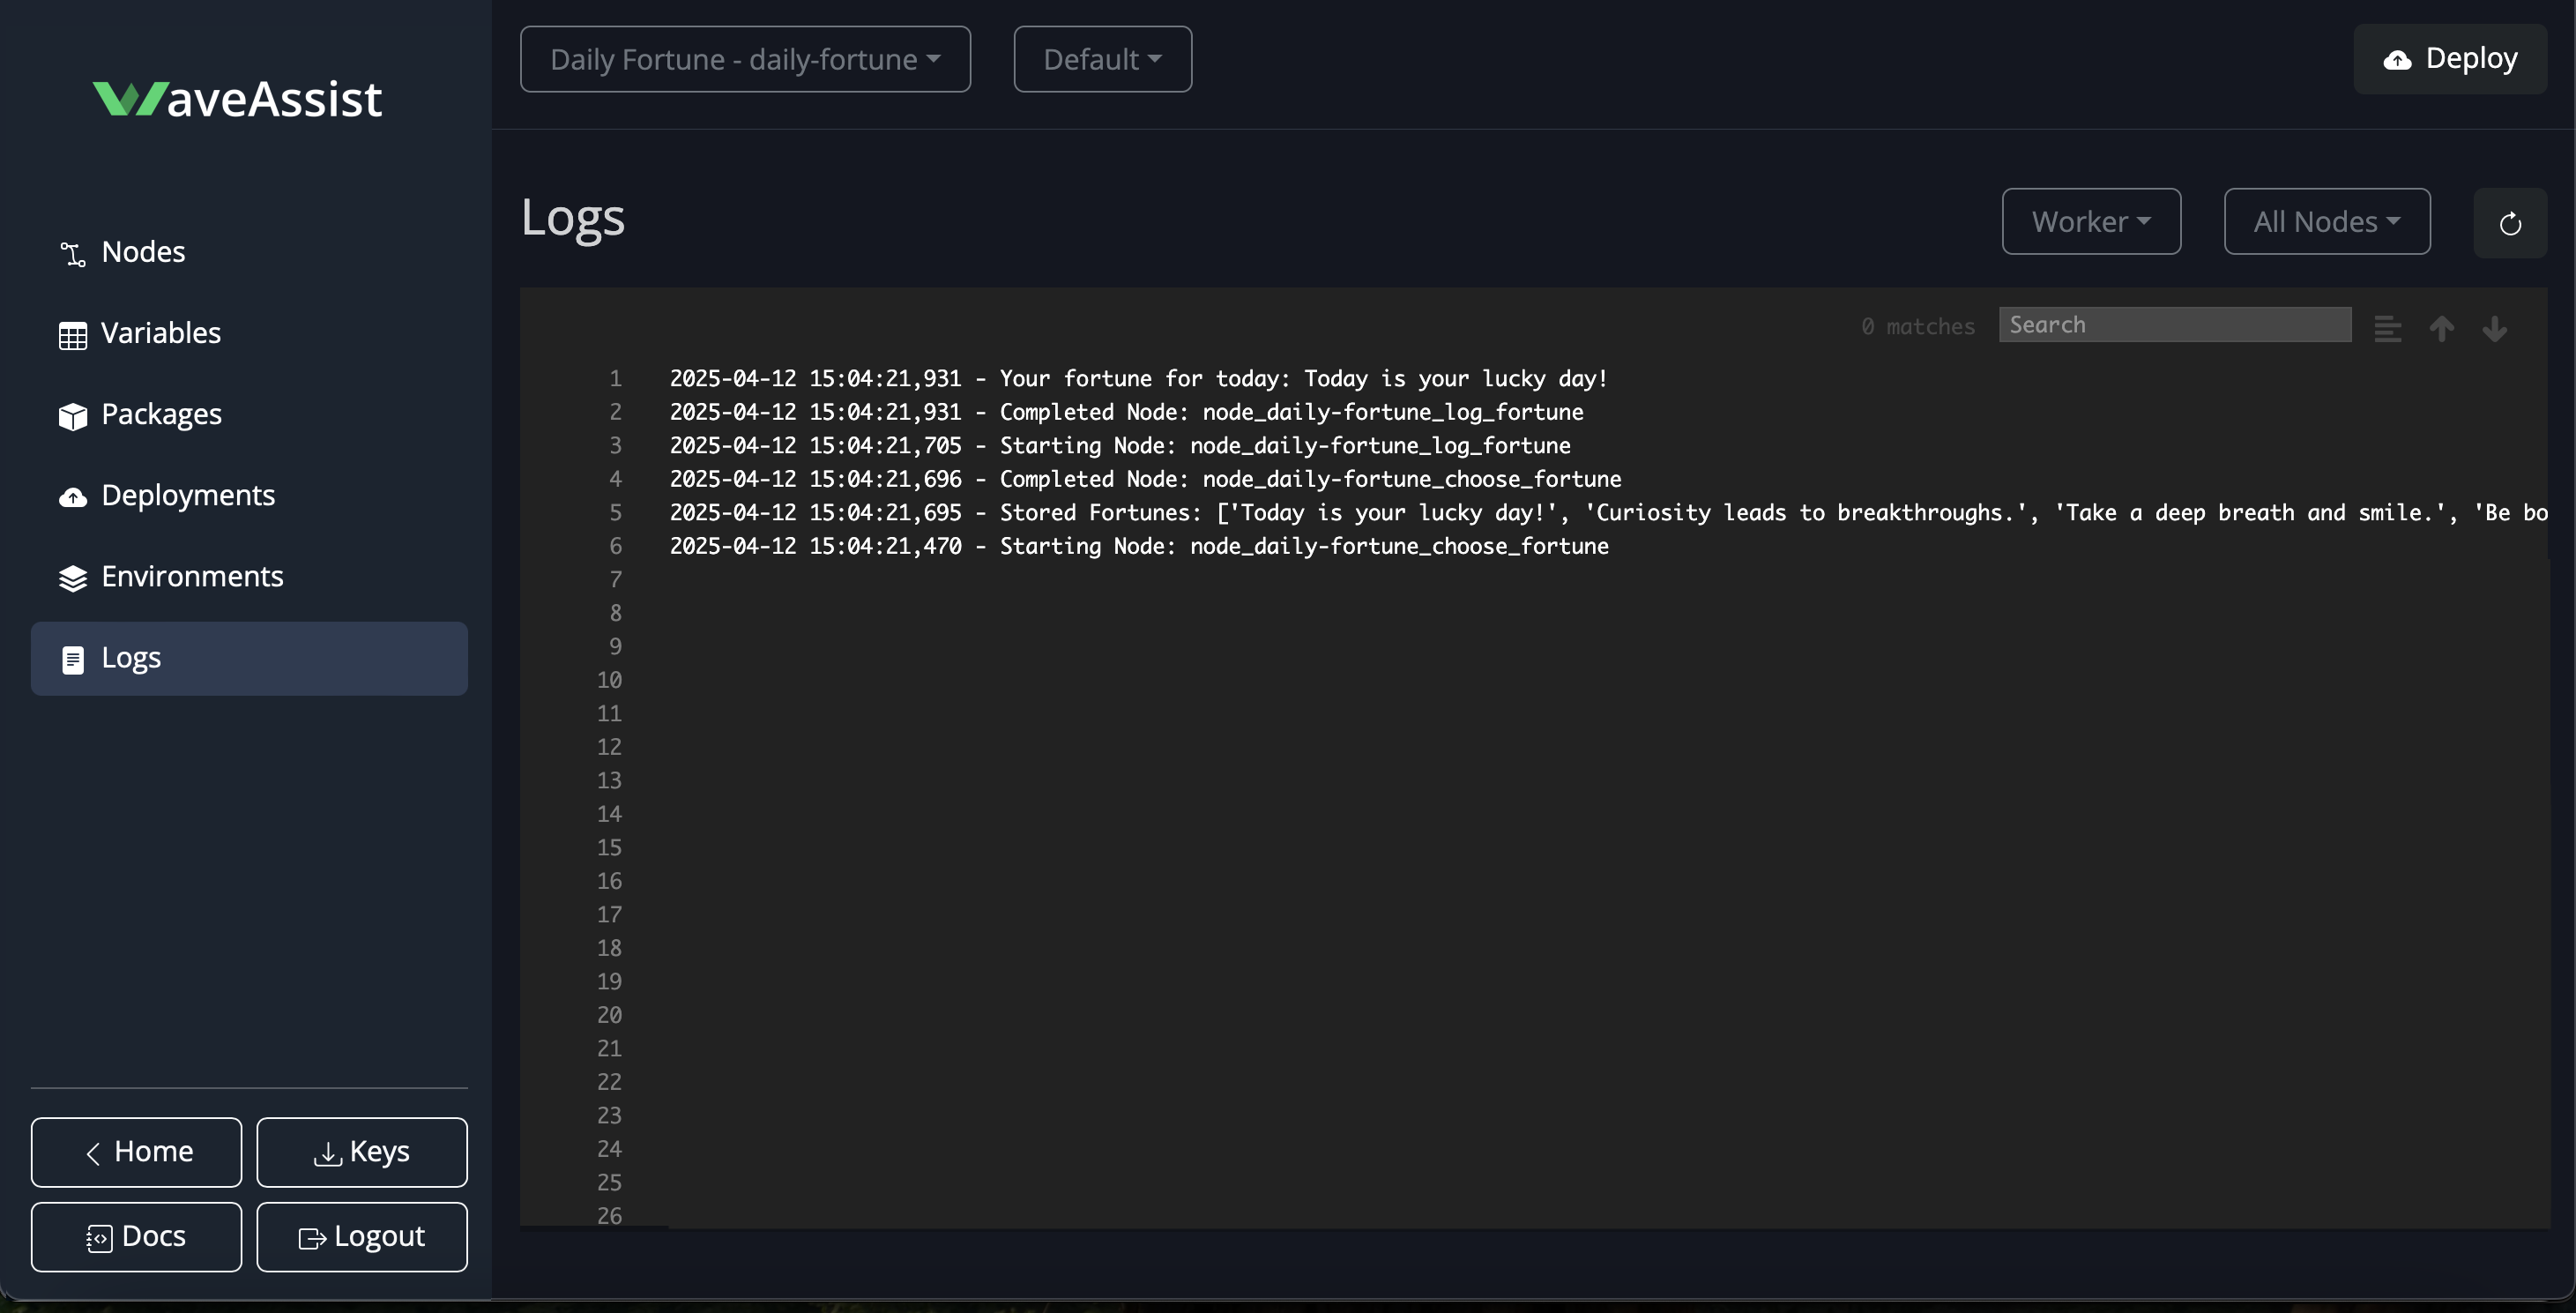 WaveAssist
Nodes
Variables
Packages
Deployments
Environments
Logs
Home
Keys
Docs
Logout
Daily Fortune - daily-fortune
Default
Deploy
Logs
Worker
All Nodes
0 matches
Search
1 2025-04-12 15:04:21,931 - Your fortune for today: Today is your lucky day!
2 2025-04-12 15:04:21,931 - Completed Node: node_daily-fortune_log_fortune
3 2025-04-12 15:04:21,705 - Starting Node: node_daily-fortune_log_fortune
4 2025-04-12 15:04:21,696 - Completed Node: node_daily-fortune_choose_fortune
5 2025-04-12 15:04:21,695 - Stored Fortunes: ['Today is your lucky day!', 'Curiosity leads to breakthroughs.', 'Take a deep breath and smile.', 'Be bo
6 2025-04-12 15:04:21,470 - Starting Node: node_daily-fortune_choose_fortune
7
8
9
10
11
12
13
14
15
16
17
18
19
20
21
22
23
24
25
26